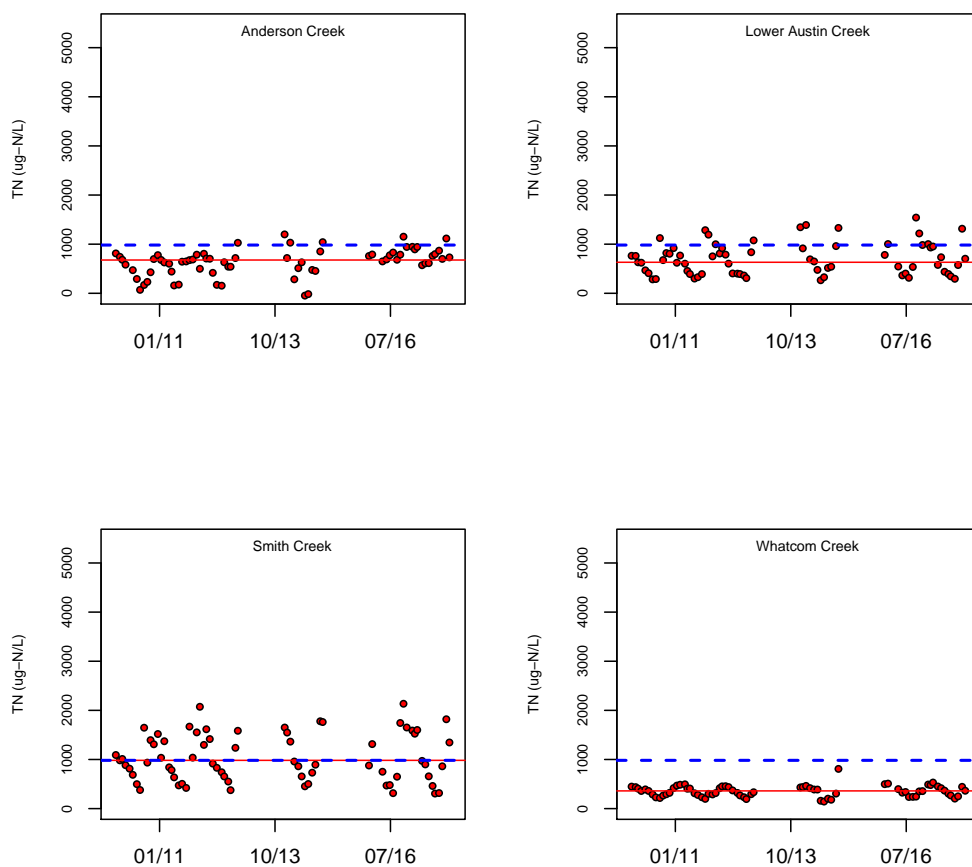 Anderson Creek
TN (ug−N/L)
5000
4000
3000
2000
1000
0
01/11 10/13 07/16
Lower Austin Creek
TN (ug−N/L)
5000
4000
3000
2000
1000
0
01/11 10/13 07/16
Smith Creek
TN (ug−N/L)
5000
4000
3000
2000
1000
0
01/11 10/13 07/16
Whatcom Creek
TN (ug−N/L)
5000
4000
3000
2000
1000
0
01/11 10/13 07/16